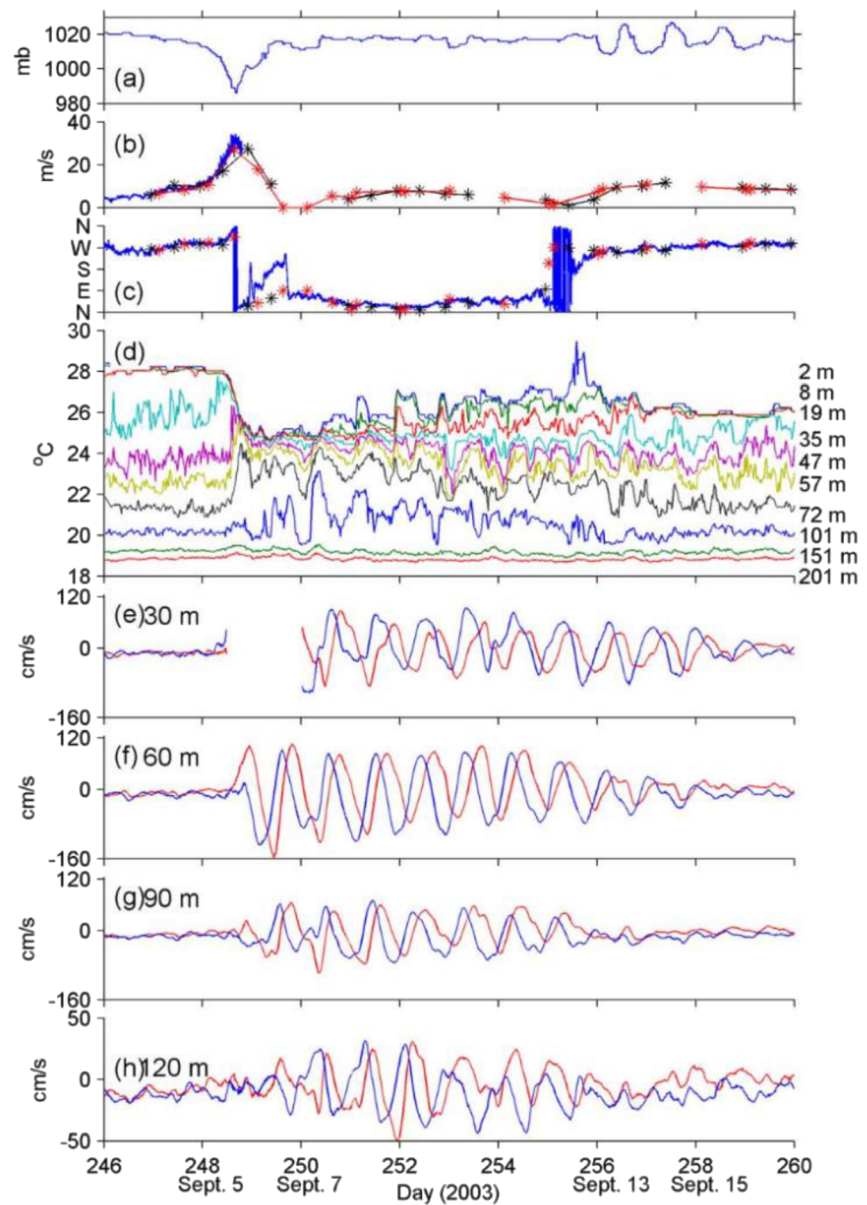 1020
1000
980
mb
(a)
40
20
0
m/s
(b)
N
W
S
E
N
(c)
30
28
26
24
22
20
18
°C
(d)
2 m
8 m
19 m
35 m
47 m
57 m
72 m
101 m
151 m
201 m
120
0
-160
cm/s
(e) 30 m
120
0
-160
cm/s
(f) 60 m
120
0
-160
cm/s
(g) 90 m
50
0
-50
cm/s
(h) 120 m
246 248 250 252 254 256 258 260
Sept. 5 Sept. 7 Day (2003) Sept. 13 Sept. 15